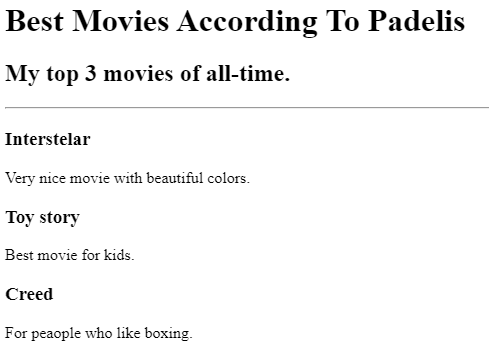 Best Movies According To Padelis
My top 3 movies of all-time.
Interstelar
Very nice movie with beautiful colors.
Toy story
Best movie for kids.
Creed
For peaople who like boxing.